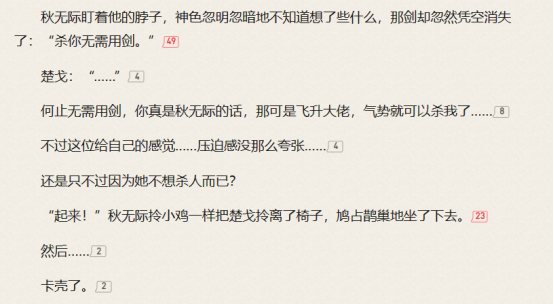 秋无际盯着他的脖子，神色忽明忽暗地不知道想了些什么，那剑却忽然凭空消失
了：“杀你无需用剑。” 49
楚戈：“……” 4
何止无需用剑，你真是秋无际的话，那可是飞升大佬，气势就可以杀我了…… 8
不过这位给自己的感觉……压迫感没那么夸张…… 4
还是只不过因为她不想杀人而已？
“起来！”秋无际拎小鸡一样把楚戈拎离了椅子，鸠占鹊巢地坐了下去。 23
然后…… 2
卡壳了。 2